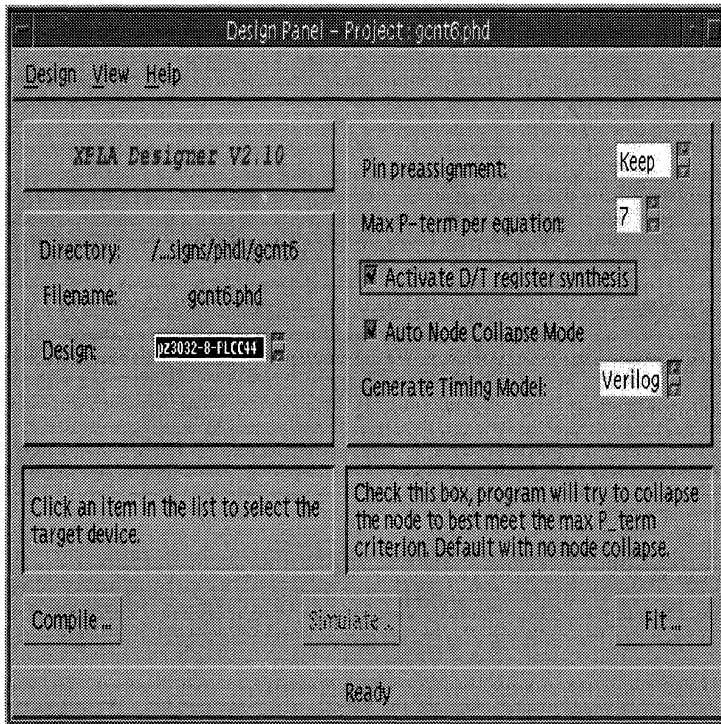 Design Panel - Project : gcnt6.phd
Design View Help
XPLA Designer V2.10
Directory: /...signs/phdl/gcnt6
Filename: gcnt6.phd
Design: pz3032-8-PLCC44
Pin preassignment: Keep
Max P-term per equation: 7
Activate D/T register synthesis
Auto Node Collapse Mode
Generate Timing Model: Verilog
Click an item in the list to select the
target device.
Check this box, program will try to collapse
the node to best meet the max P_term
criterion. Default with no node collapse.
Compile ... Simulate ... Fit ...
Ready